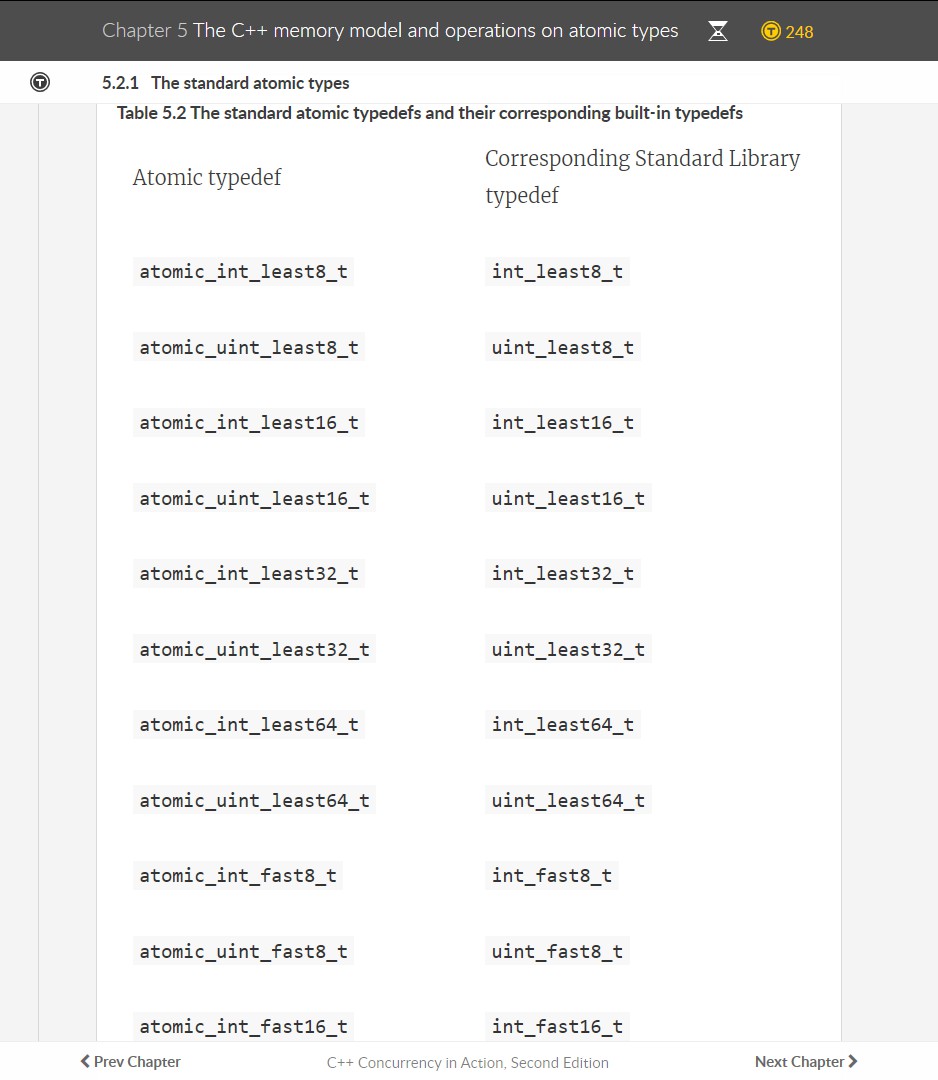 Chapter 5 The C++ memory model and operations on atomic types
248
5.2.1 The standard atomic types
Table 5.2 The standard atomic typedefs and their corresponding built-in typedefs
Atomic typedef
Corresponding Standard Library
typedef
atomic_int_least8_t int_least8_t
atomic_uint_least8_t uint_least8_t
atomic_int_least16_t int_least16_t
atomic_uint_least16_t uint_least16_t
atomic_int_least32_t int_least32_t
atomic_uint_least32_t uint_least32_t
atomic_int_least64_t int_least64_t
atomic_uint_least64_t uint_least64_t
atomic_int_fast8_t int_fast8_t
atomic_uint_fast8_t uint_fast8_t
atomic_int_fast16_t int_fast16_t
Prev Chapter C++ Concurrency in Action, Second Edition Next Chapter